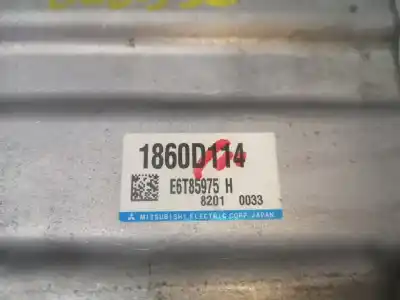 1860D114
E6T85975 H
8201 0033
MITSUBISHI ELECTRIC CORP. JAPAN